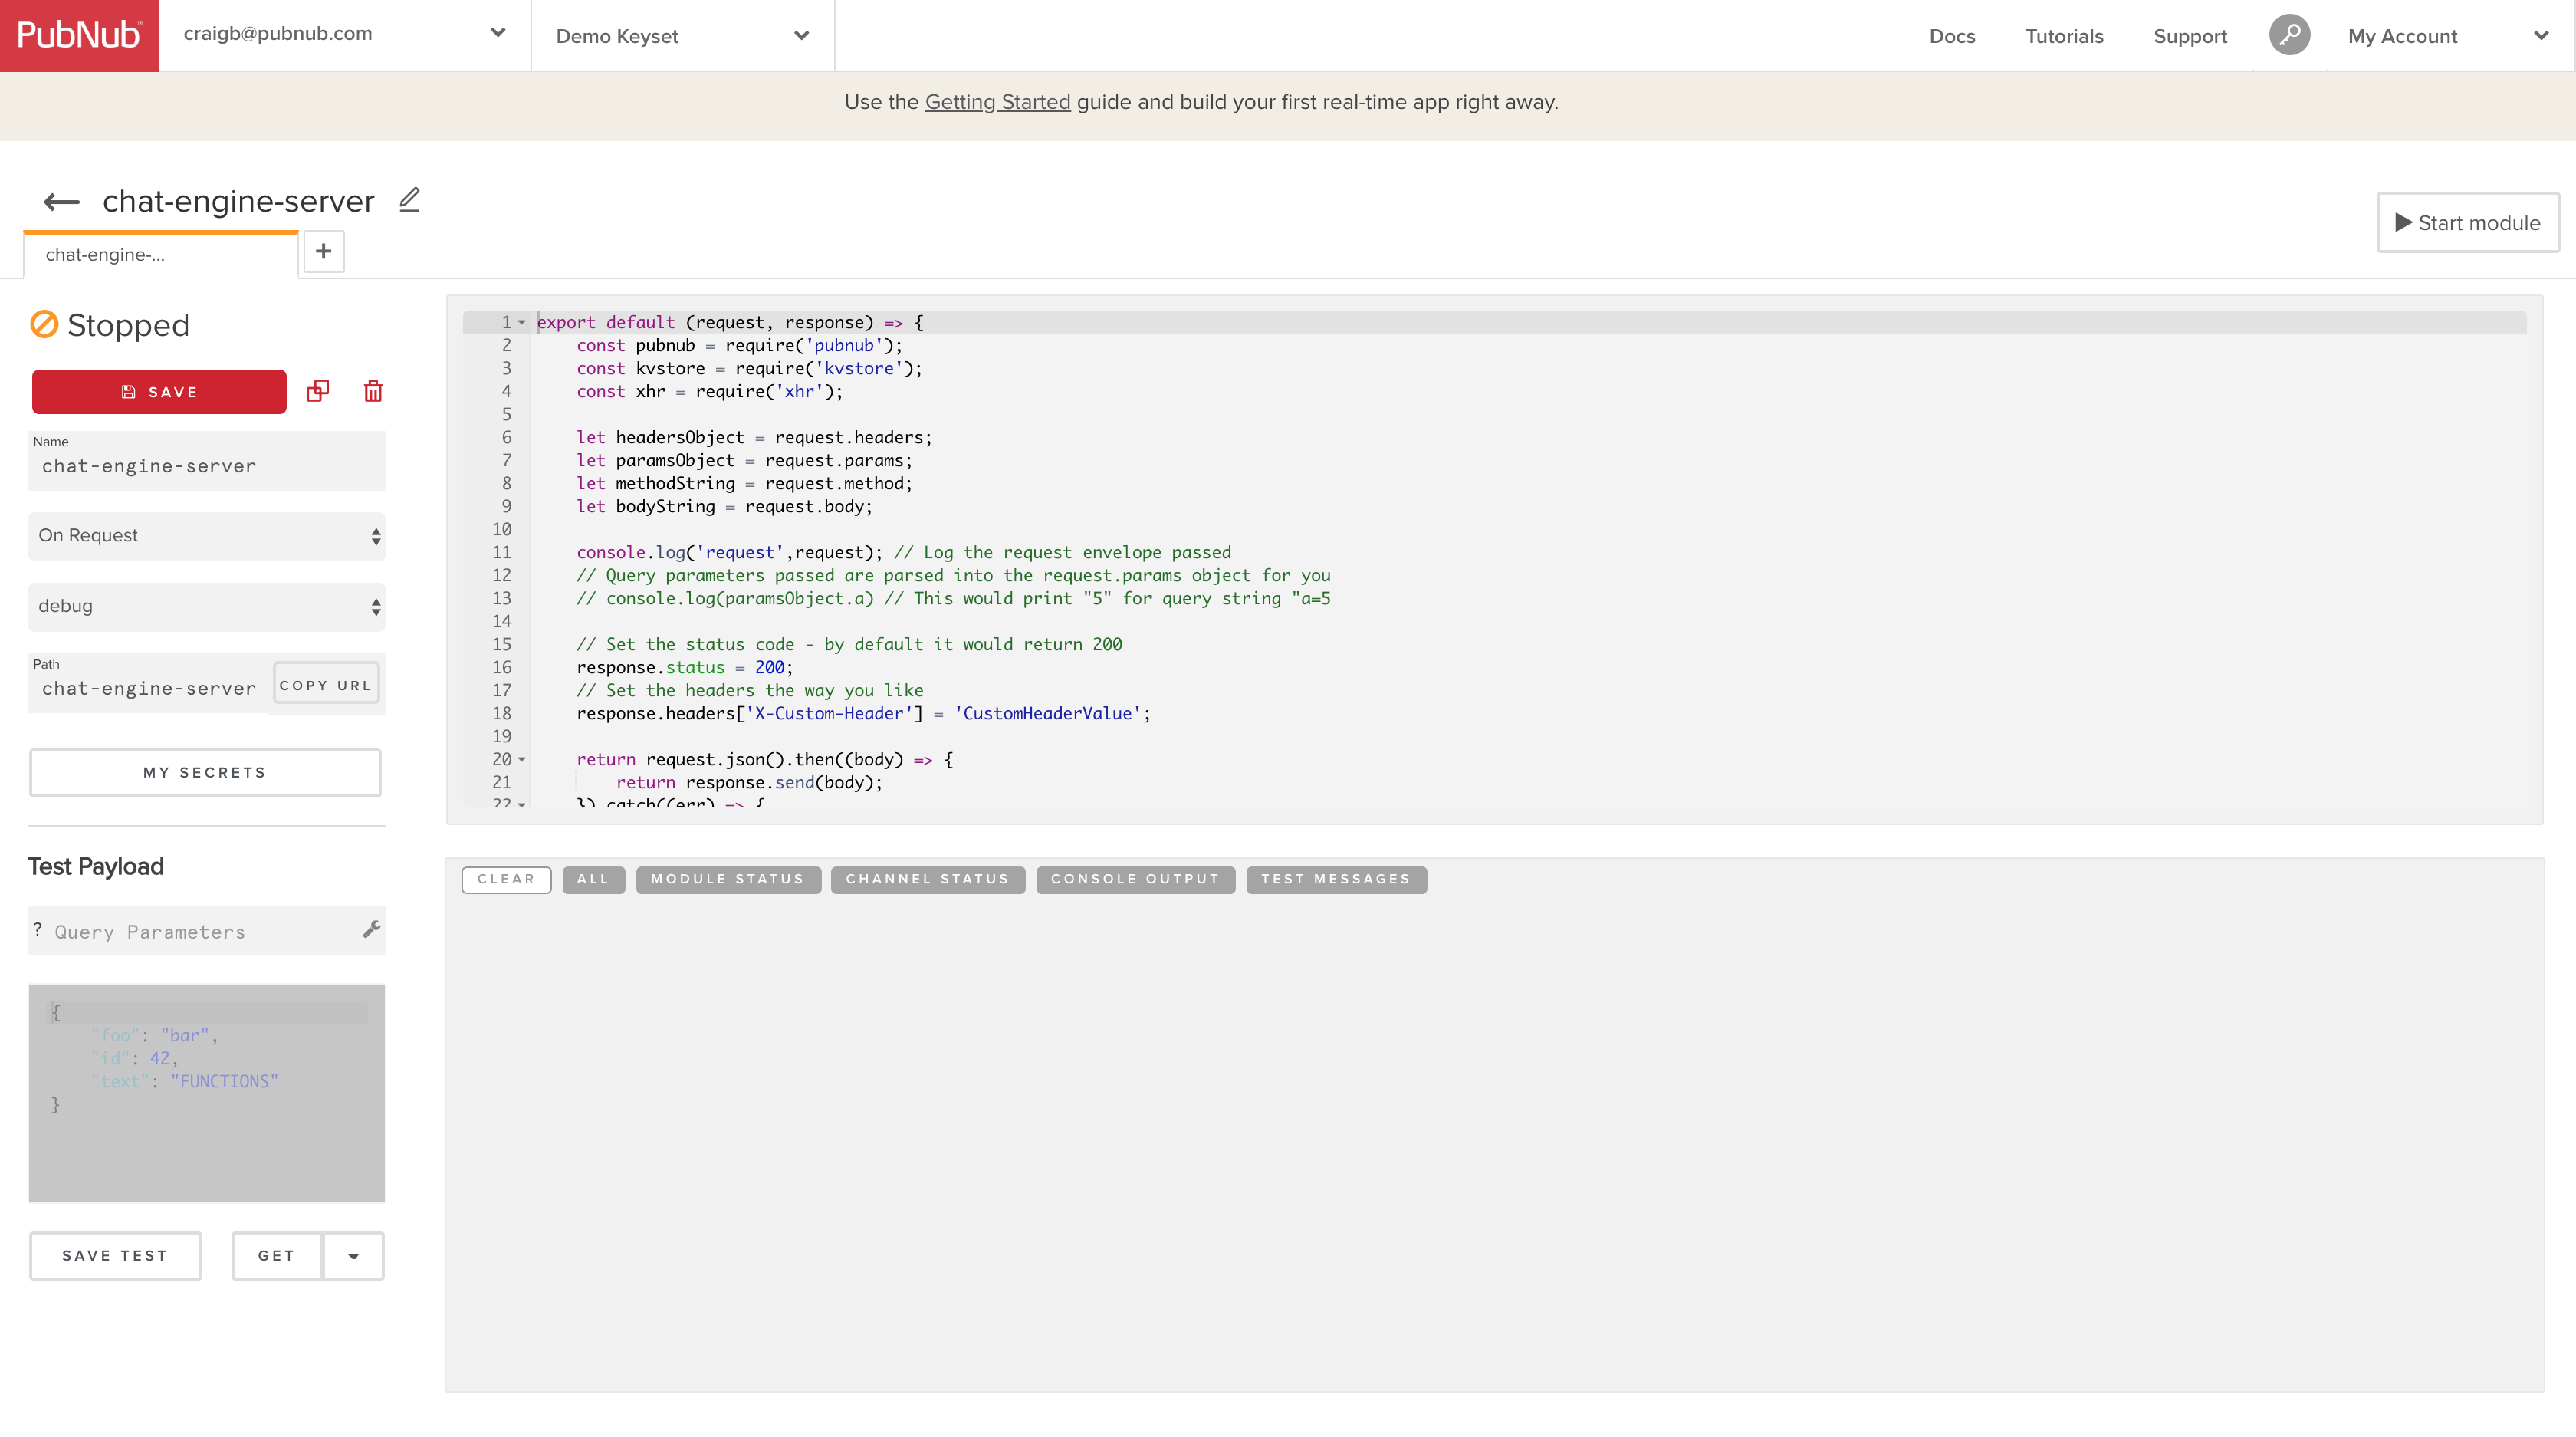 PubNub
craigb@pubnub.com
Demo Keyset
Docs
Tutorials
Support
My Account
Use the Getting Started guide and build your first real-time app right away.
chat-engine-server
Start module
chat-engine-...
+
Stopped
SAVE
Name
chat-engine-server
On Request
debug
Path
chat-engine-server
COPY URL
MY SECRETS
Test Payload
? Query Parameters
{
"foo": "bar",
"id": 42,
"text": "FUNCTIONS"
}
SAVE TEST
GET
1 export default (request, response) => {
2 const pubnub = require('pubnub');
3 const kvstore = require('kvstore');
4 const xhr = require('xhr');
5
6 let headersObject = request.headers;
7 let paramsObject = request.params;
8 let methodString = request.method;
9 let bodyString = request.body;
10
11 console.log('request',request); // Log the request envelope passed
12 // Query parameters passed are parsed into the request.params object for you
13 // console.log(paramsObject.a) // This would print "5" for query string "a=5
14
15 // Set the status code - by default it would return 200
16 response.status = 200;
17 // Set the headers the way you like
18 response.headers['X-Custom-Header'] = 'CustomHeaderValue';
19
20 return request.json().then((body) => {
21 return response.send(body);
22 }).catch((err) => {
CLEAR
ALL
MODULE STATUS
CHANNEL STATUS
CONSOLE OUTPUT
TEST MESSAGES